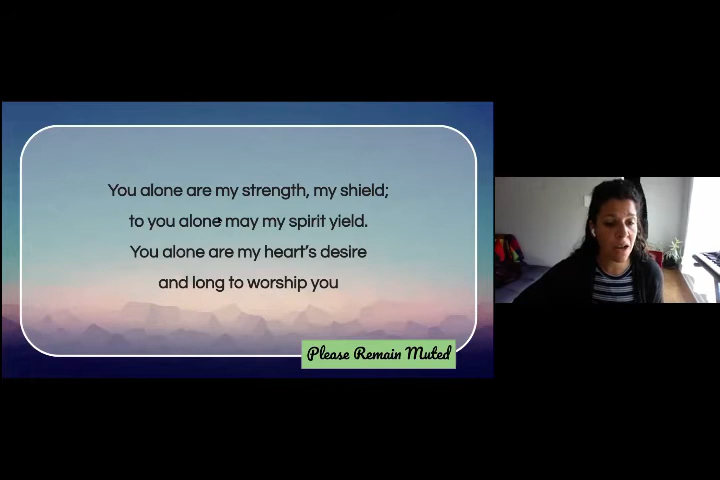 You alone are my strength, my shield;
to you alone may my spirit yield.
You alone are my heart's desire
and long to worship you
Please Remain Muted